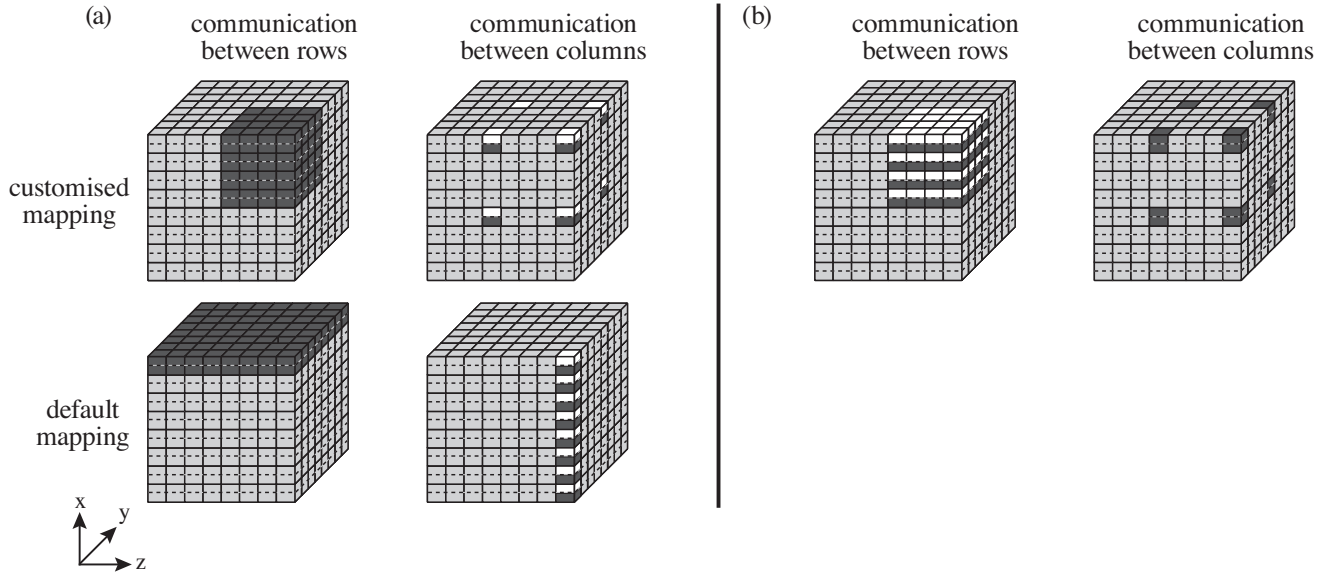 (a)
communication
between rows
communication
between columns
(b)
communication
between rows
communication
between columns
customised
mapping
default
mapping
x
y
z